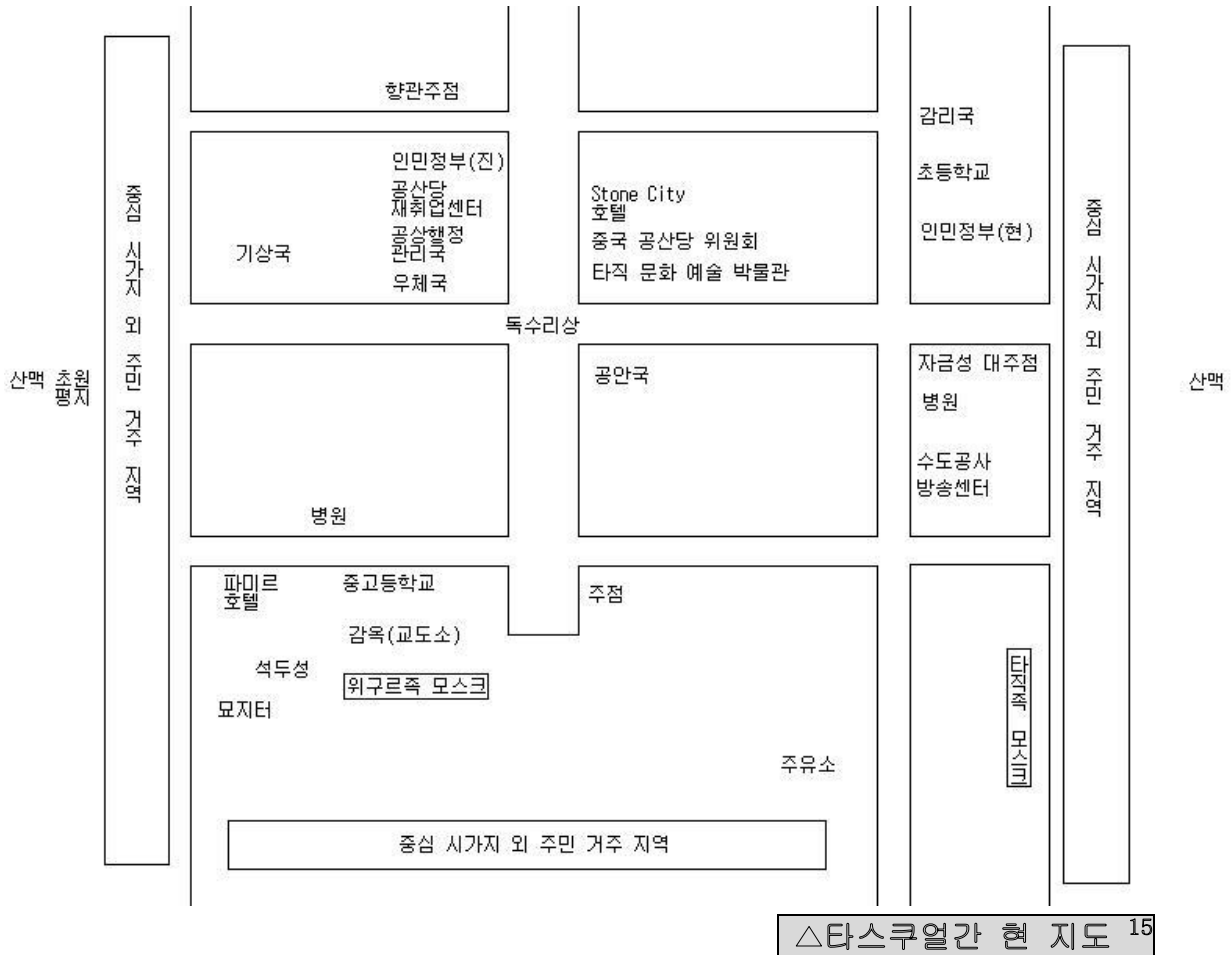 향관주점
감리국
인민정부(진)
공산당
재취업센터
공상행정
관리국
우체국
기상국
Stone City
호텔
중국 공산당 위원회
타직 문화 예술 박물관
초등학교
인민정부(현)
중심 시가지 외 주민 거주 지역
중심 시가지 외 주민 거주 지역
독수리상
산맥 초원
평지
공안국
자금성 대주점
병원
수도공사
방송센터
산맥
병원
파미르
호텔
중고등학교
주점
감옥(교도소)
석두성
위구르족 모스크
묘지터
타직족 모스크
주유소
중심 시가지 외 주민 거주 지역
△타스쿠얼간 현 지도 15